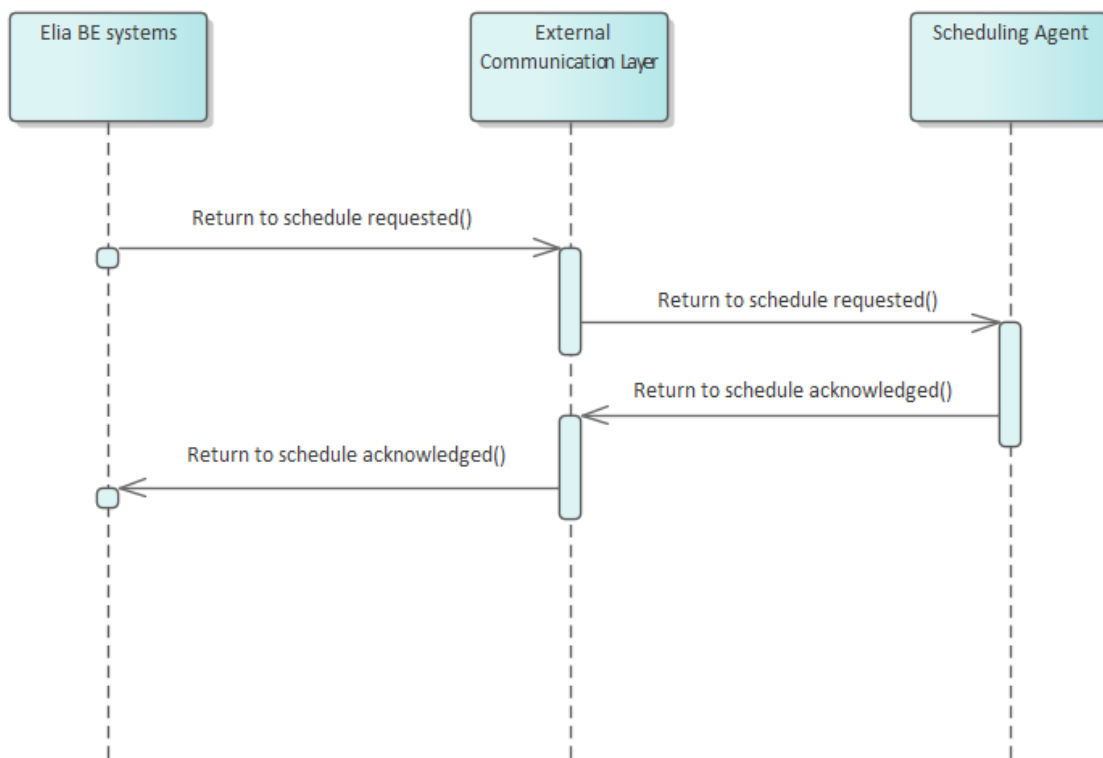 Elia BE systems
External
Communication Layer
Scheduling Agent
Return to schedule requested()
Return to schedule requested()
Return to schedule acknowledged()
Return to schedule acknowledged()